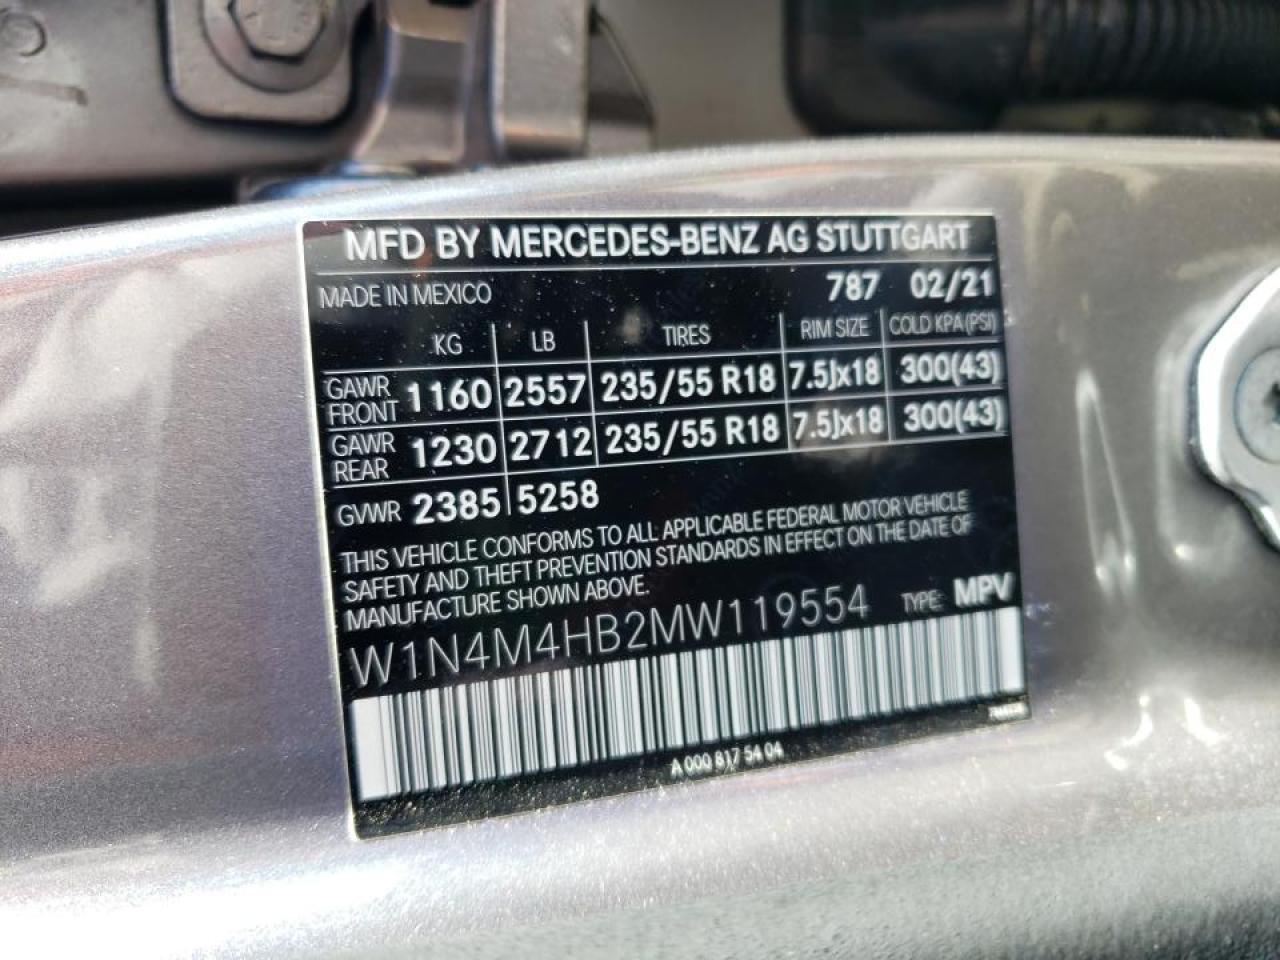 MFD BY MERCEDES-BENZ AG STUTTGART
MADE IN MEXICO 787 02/21
KG LB TIRES RIM SIZE COLD KPA(PSI)
GAWR FRONT 1160 2557 235/55 R18 7.5Jx18 300(43)
GAWR REAR 1230 2712 235/55 R18 7.5Jx18 300(43)
GVWR 2385 5258
THIS VEHICLE CONFORMS TO ALL APPLICABLE FEDERAL MOTOR VEHICLE
SAFETY AND THEFT PREVENTION STANDARDS IN EFFECT ON THE DATE OF
MANUFACTURE SHOWN ABOVE.
W1N4M4HB2MW119554 TYPE: MPV
A 000 817 54 04